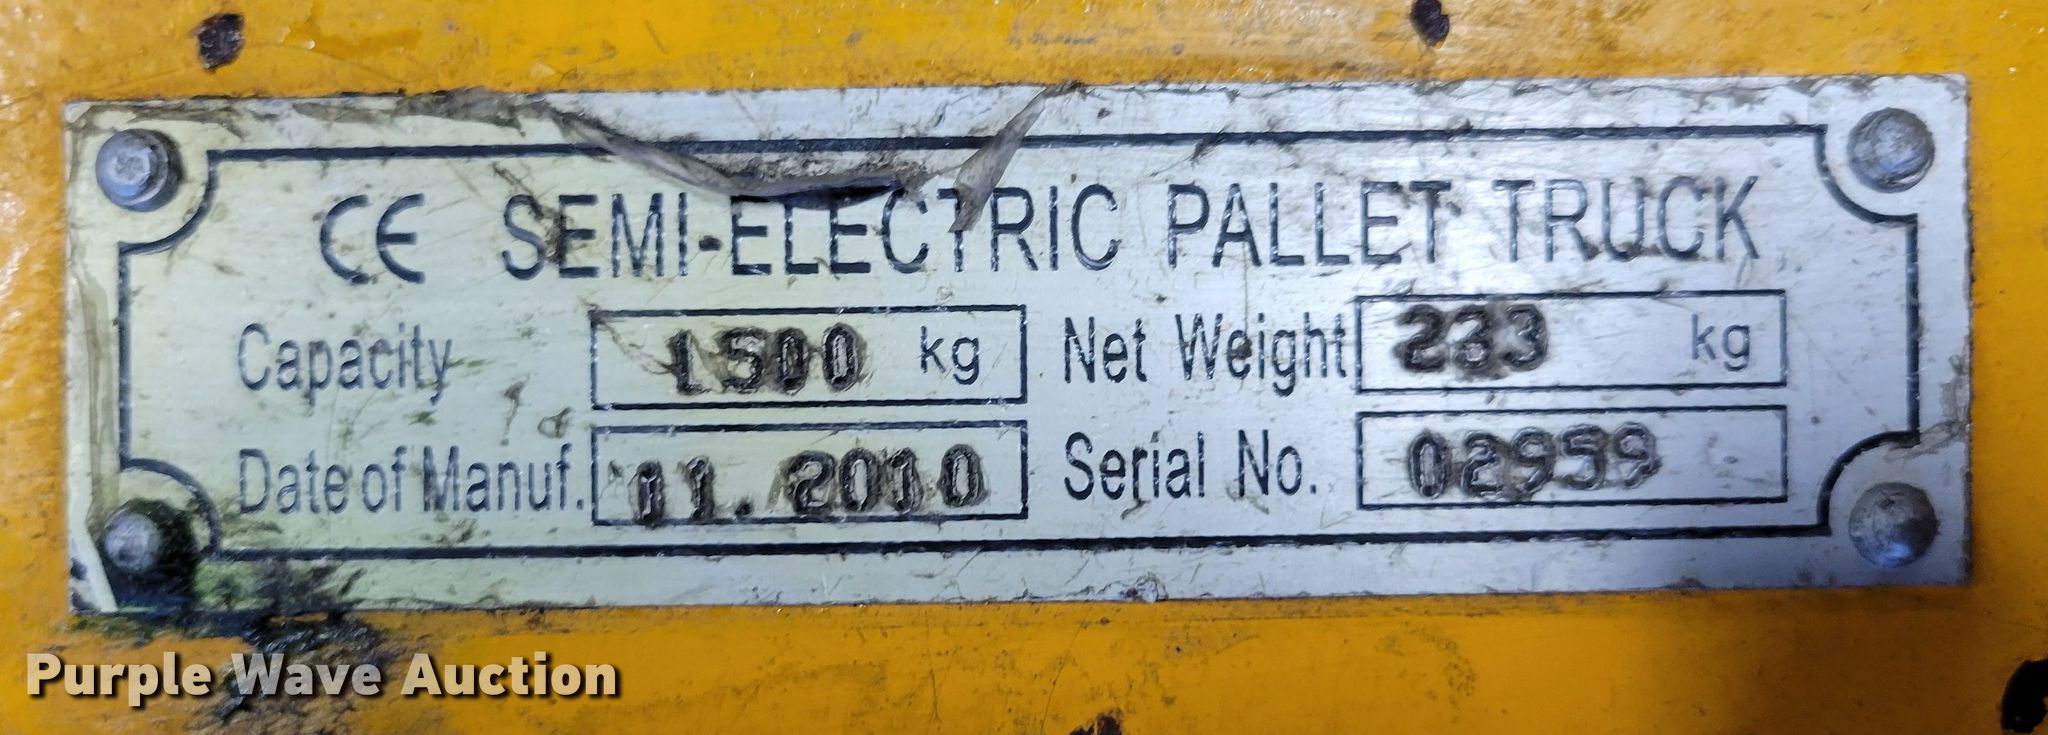 CE SEMI-ELECTRIC PALLET TRUCK
Capacity 1500 kg Net Weight 233 kg
Date of Manuf. 11.2010 Serial No. 02959
Purple Wave Auction